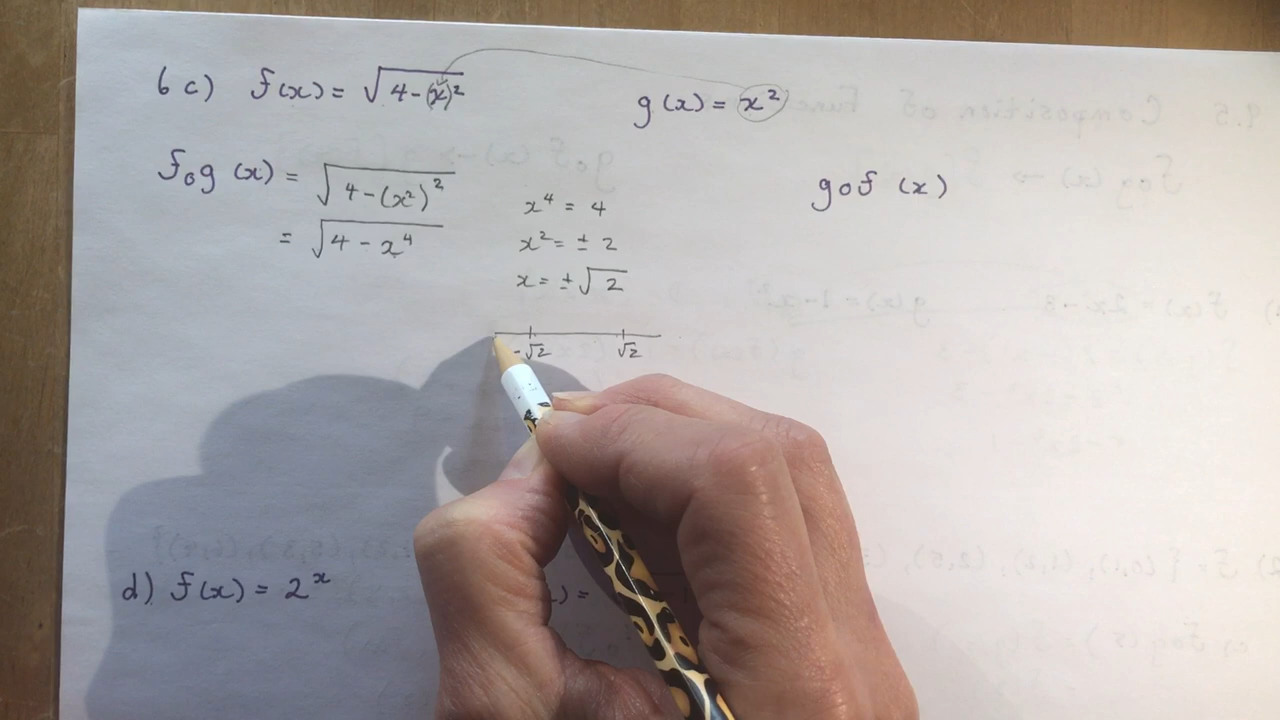 6 c) f(x) = √4-(x)² g(x) = x²
f∘g (x) = √4-(x²)²
= √4 - x⁴
x⁴ = 4
x² = ± 2
x = ±√2
-√2 √2
g∘f (x)
d) f(x) = 2ˣ ) =